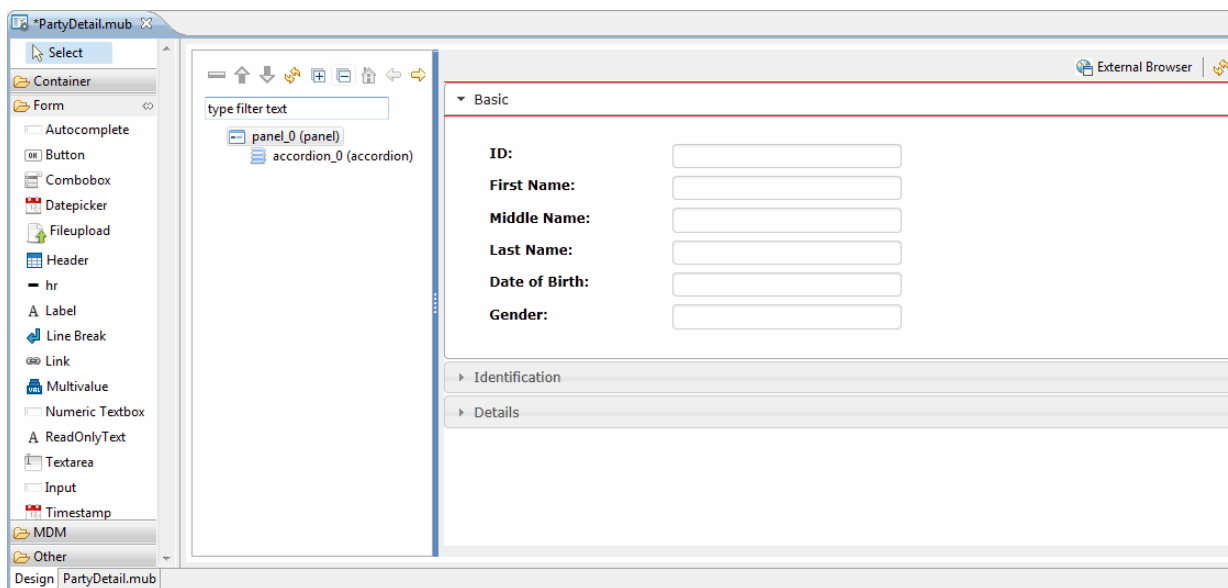 *PartyDetail.mub
Select
Container
Form
Autocomplete
OK Button
Combobox
Datepicker
Fileupload
Header
hr
A Label
Line Break
Link
URL Multivalue
Numeric Textbox
A ReadOnlyText
Textarea
Input
Timestamp
MDM
Other
Design PartyDetail.mub
type filter text
panel_0 (panel)
accordion_0 (accordion)
External Browser
Basic
ID:
First Name:
Middle Name:
Last Name:
Date of Birth:
Gender:
Identification
Details